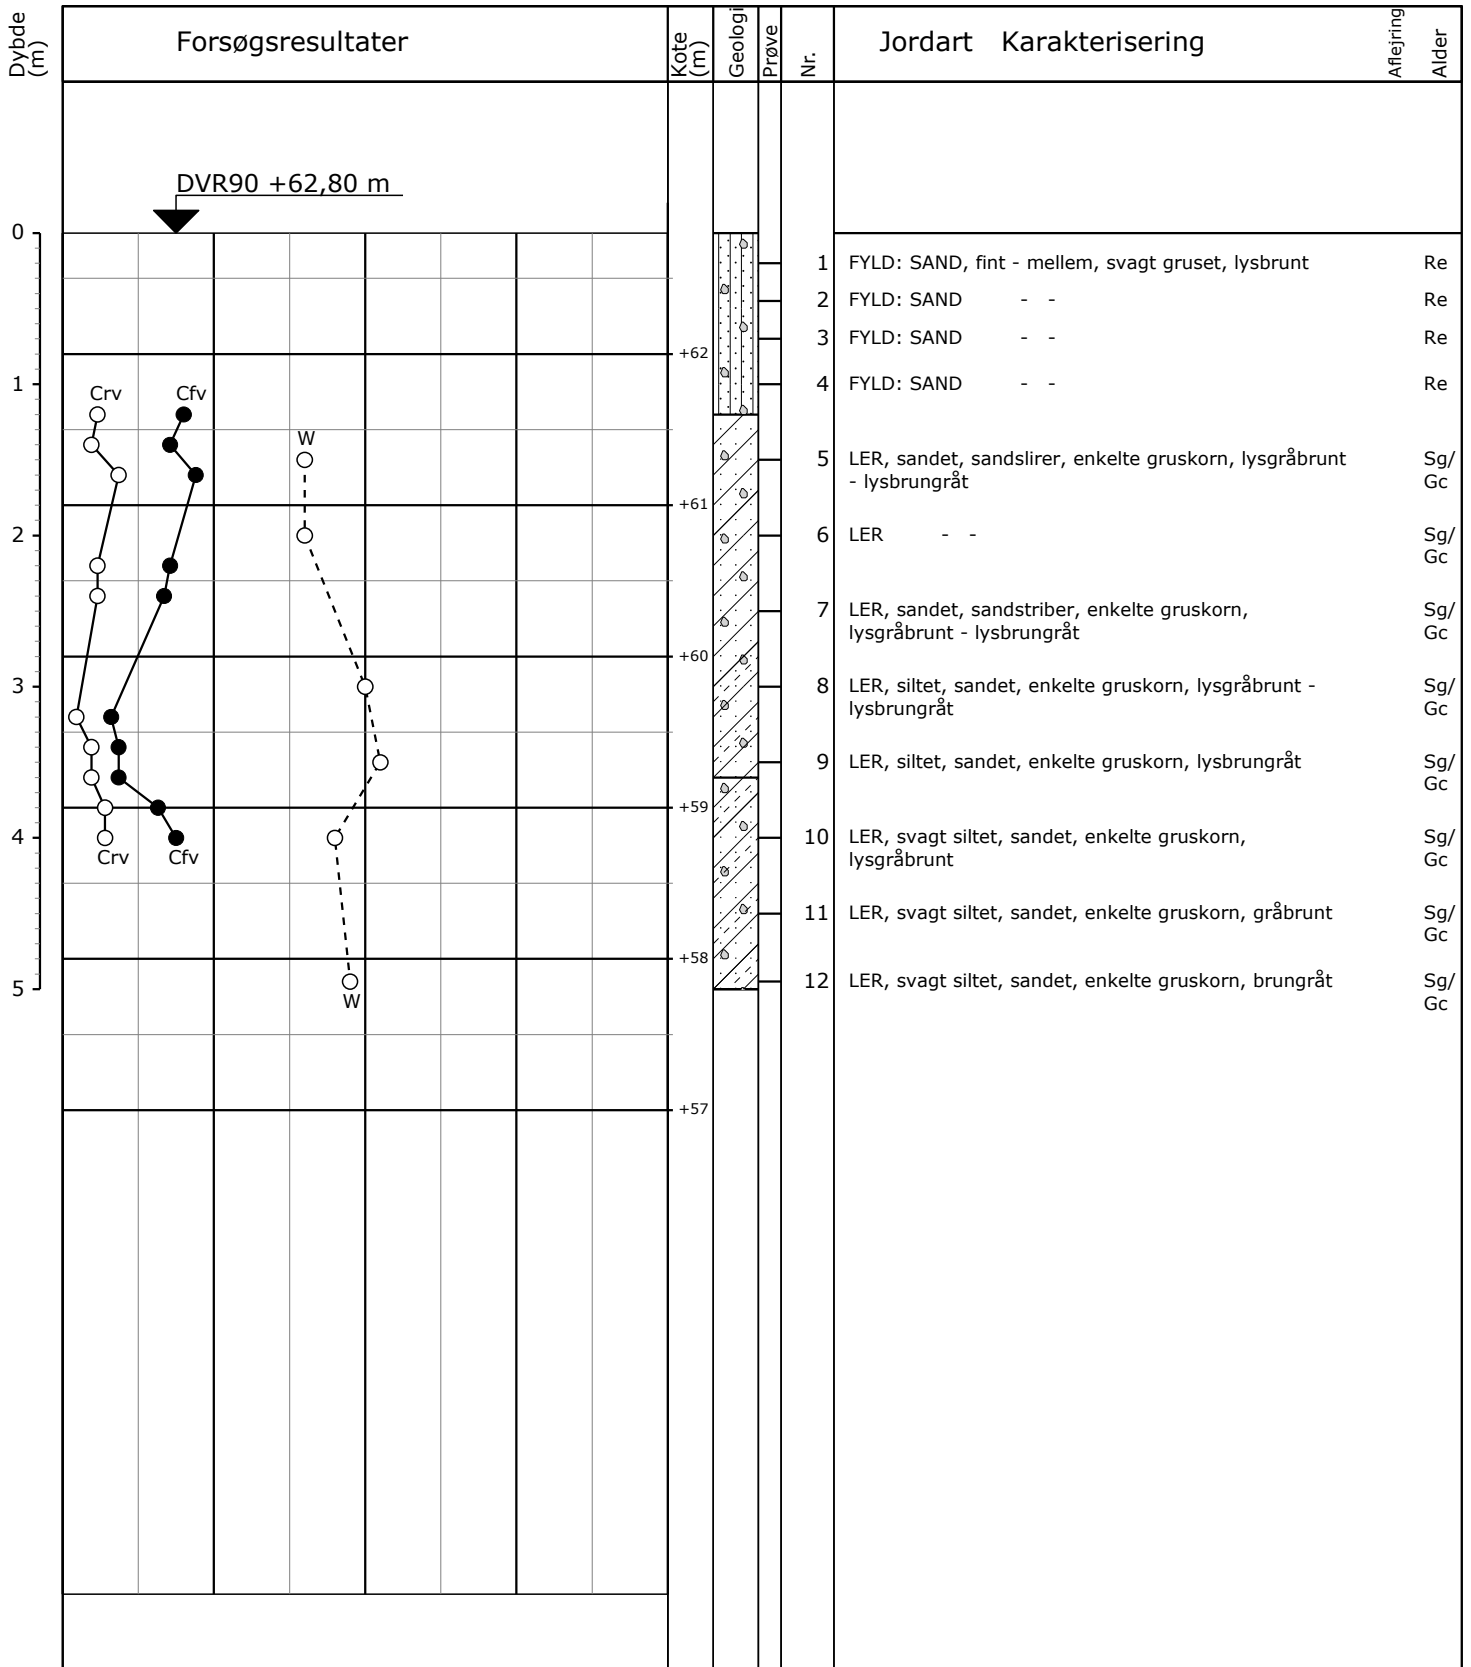 Dybde (m)
Forsøgsresultater
Kote (m)
Geologi
Prøve
Nr.
Jordart Karakterisering
Aflejring
Alder
DVR90 +62,80 m
0
1 FYLD: SAND, fint - mellem, svagt gruset, lysbrunt Re
2 FYLD: SAND - - Re
3 FYLD: SAND - - Re
+62
1
4 FYLD: SAND - - Re
Crv Cfv
W
5 LER, sandet, sandslirer, enkelte gruskorn, lysgråbrunt Sg/
- lysbrungråt Gc
+61
2
6 LER - - Sg/
Gc
7 LER, sandet, sandstriber, enkelte gruskorn, Sg/
lysgråbrunt - lysbrungråt Gc
+60
3
8 LER, siltet, sandet, enkelte gruskorn, lysgråbrunt - Sg/
lysbrungråt Gc
9 LER, siltet, sandet, enkelte gruskorn, lysbrungråt Sg/
Gc
+59
4
10 LER, svagt siltet, sandet, enkelte gruskorn, Sg/
lysgråbrunt Gc
Crv Cfv
11 LER, svagt siltet, sandet, enkelte gruskorn, gråbrunt Sg/
Gc
+58
5
12 LER, svagt siltet, sandet, enkelte gruskorn, brungråt Sg/
Gc
W
+57